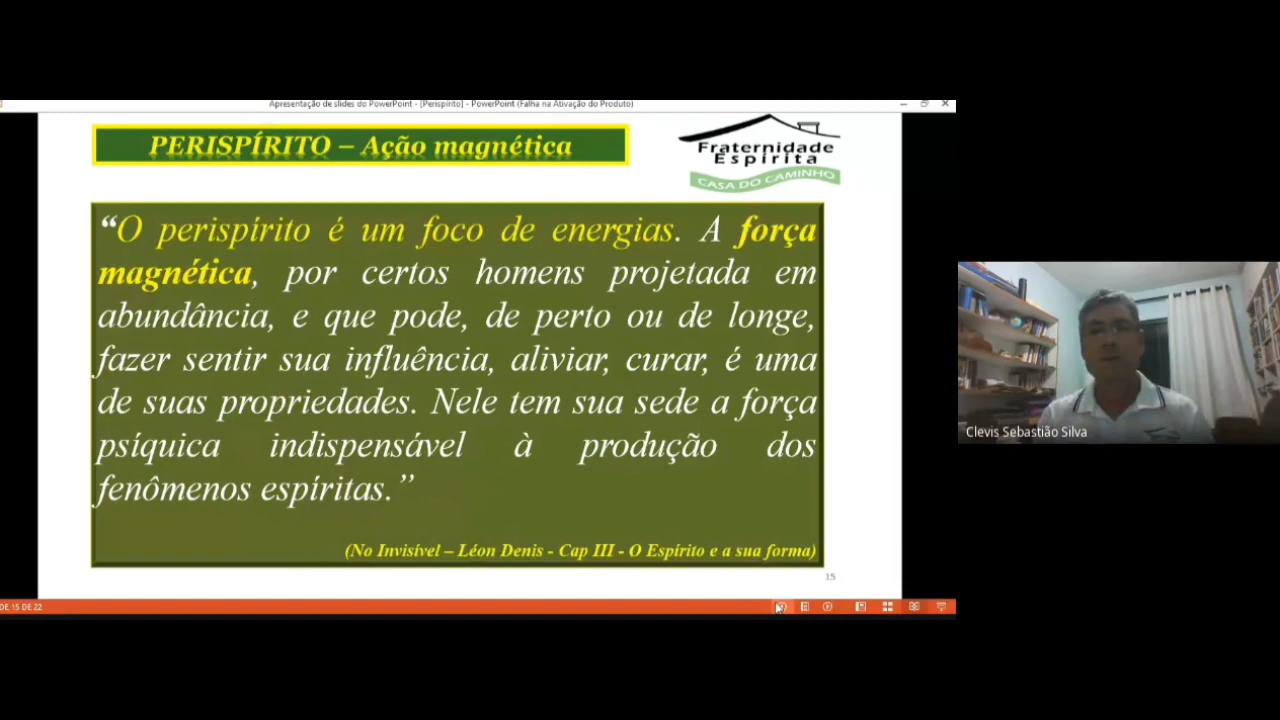 Apresentação de slides do PowerPoint - [Perispírito] - PowerPoint (Falha na Ativação do Produto)
PERISPÍRITO – Ação magnética
Fraternidade
Espírita
CASA DO CAMINHO
“O perispírito é um foco de energias. A força
magnética, por certos homens projetada em
abundância, e que pode, de perto ou de longe,
fazer sentir sua influência, aliviar, curar, é uma
de suas propriedades. Nele tem sua sede a força
psíquica indispensável à produção dos
fenômenos espíritas.”
(No Invisível – Léon Denis - Cap III - O Espírito e a sua forma)
15
DE 15 DE 22
Clevis Sebastião Silva